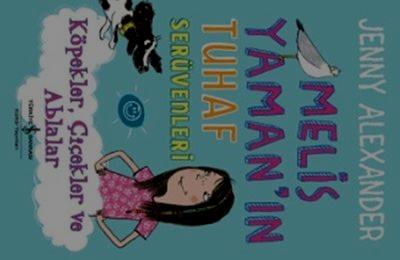 JENNY ALEXANDER
MELİS
YAMAN'IN
TUHAF
SERÜVENLERİ
Köpekler, Çiçekler ve
Ablalar
TÜRKİYE İŞ BANKASI
Kültür Yayınları